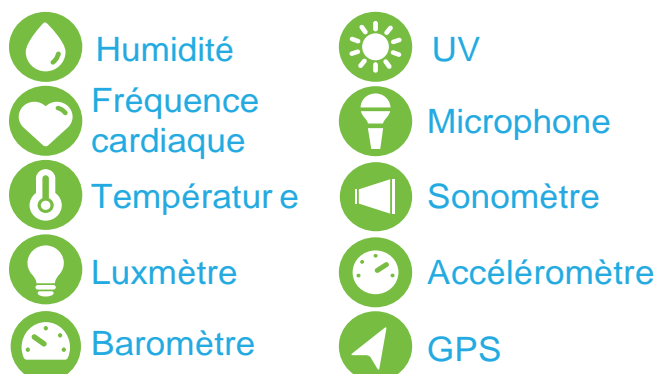 Humidité
Fréquence
cardiaque
Températur e
Luxmètre
Baromètre
UV
Microphone
Sonomètre
Accéléromètre
GPS